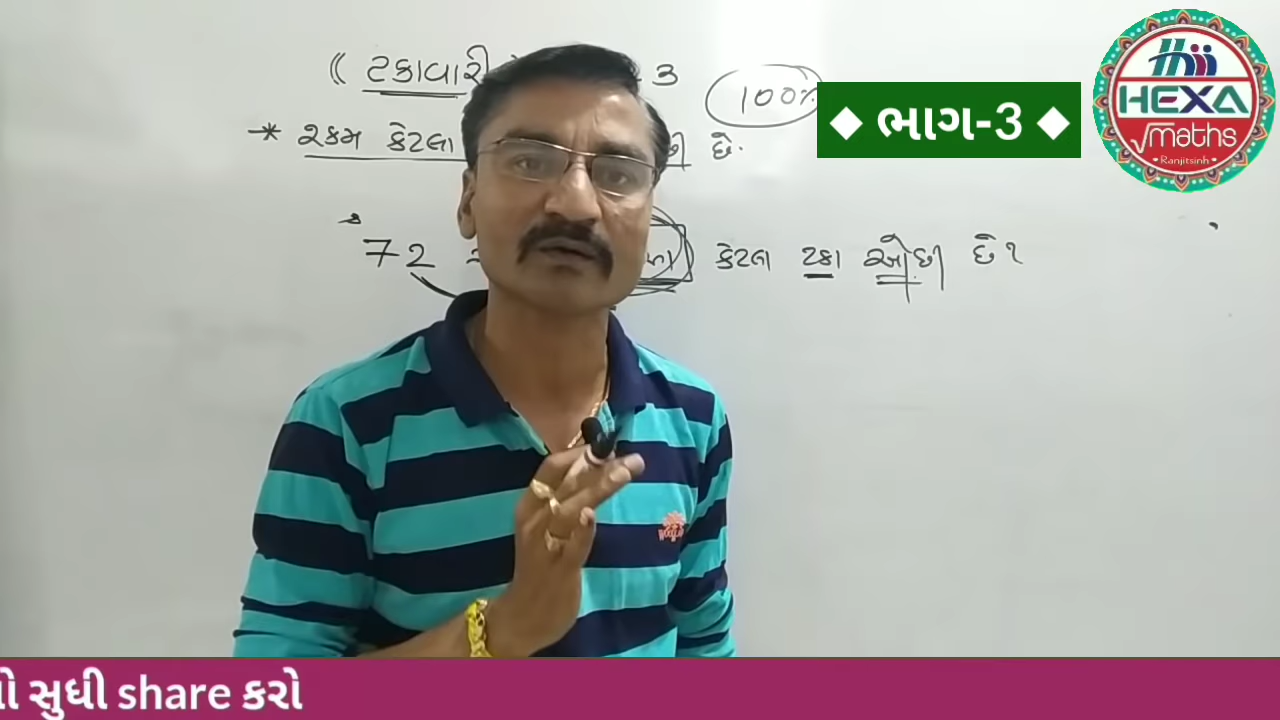 ( ટકાવારી 3
100%
◆ ભાગ-3 ◆
HEXA
√maths
• Ranjitsinh •
* રકમ કેટલા છે.
72 કેટલા ટકા ઓછી છે?
સુધી share કરો